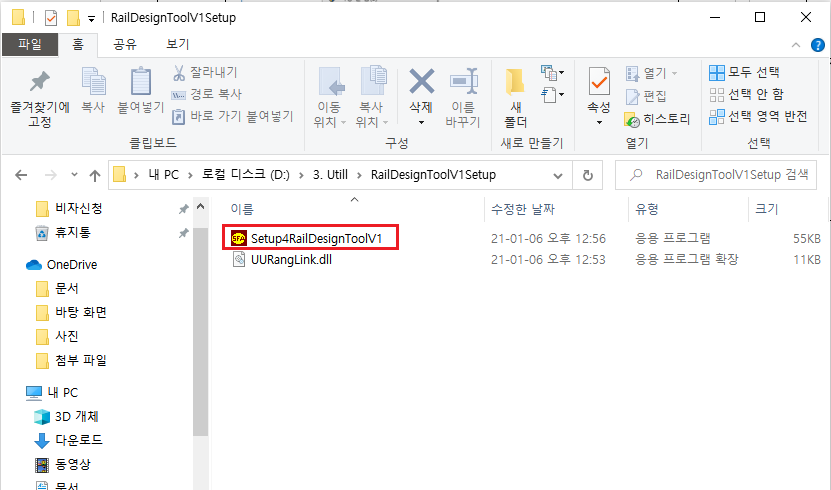 RailDesignToolV1Setup
파일 홈 공유 보기
즐겨찾기에 고정
복사
붙여넣기
잘라내기
경로 복사
바로 가기 붙여넣기
클립보드
이동 위치
복사 위치
삭제
이름 바꾸기
구성
새 폴더
새로 만들기
속성
열기
편집
히스토리
열기
모두 선택
선택 안 함
선택 영역 반전
선택
내 PC > 로컬 디스크 (D:) > 3. Utill > RailDesignToolV1Setup
RailDesignToolV1Setup 검색
비자신청
휴지통
OneDrive
문서
바탕 화면
사진
첨부 파일
내 PC
3D 개체
다운로드
동영상
문서
이름 수정한 날짜 유형 크기
SFA Setup4RailDesignToolV1 21-01-06 오후 12:56 응용 프로그램 55KB
UURangLink.dll 21-01-06 오후 12:53 응용 프로그램 확장 11KB